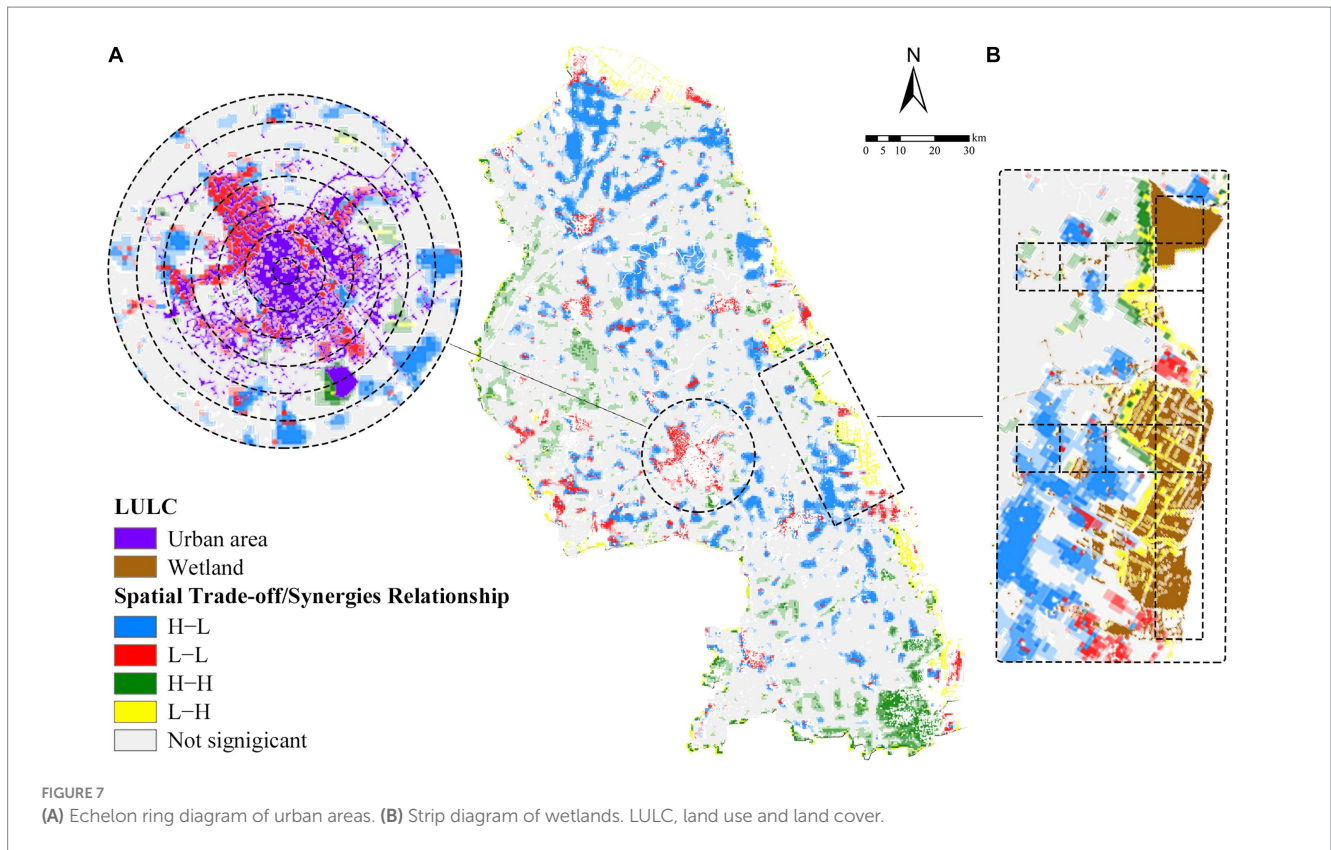 A
N
B
km
0 5 10 20 30
LULC
Urban area
Wetland
Spatial Trade-off/Synergies Relationship
H−L
L−L
H−H
L−H
Not signigicant
FIGURE 7
(A) Echelon ring diagram of urban areas. (B) Strip diagram of wetlands. LULC, land use and land cover.